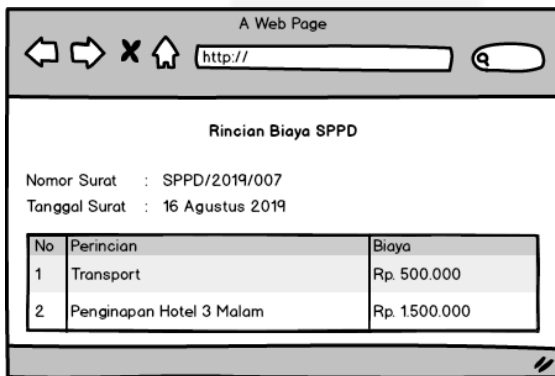 A Web Page
http://
Rincian Biaya SPPD
Nomor Surat : SPPD/2019/007
Tanggal Surat : 16 Agustus 2019
No Perincian Biaya
1 Transport Rp. 500.000
2 Penginapan Hotel 3 Malam Rp. 1.500.000